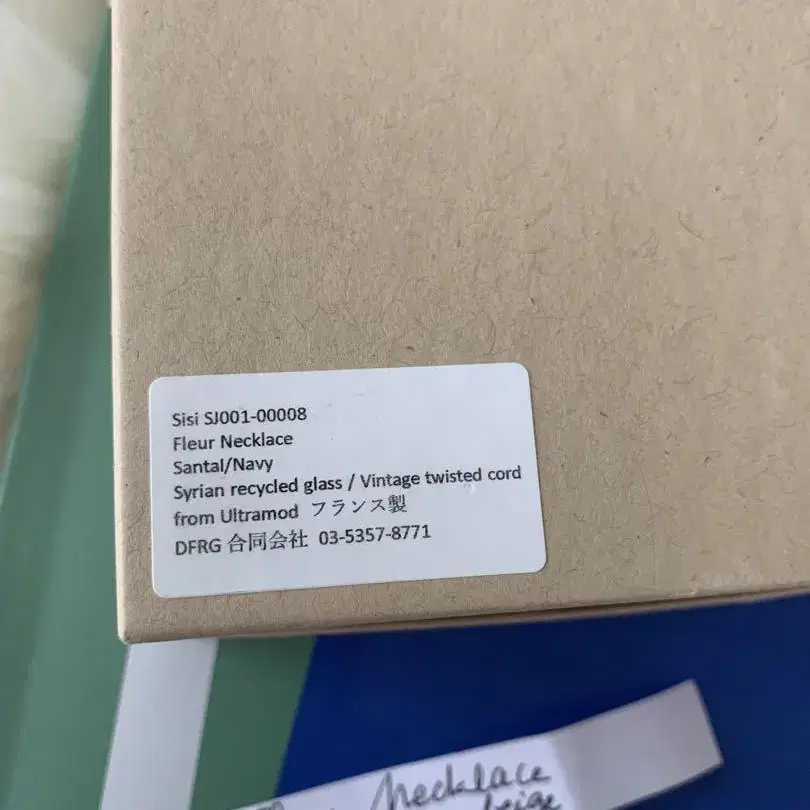 Sisi SJ001-00008
Fleur Necklace
Santal/Navy
Syrian recycled glass / Vintage twisted cord
from Ultramod フランス製
DFRG 合同会社 03-5357-8771
Necklace
beige